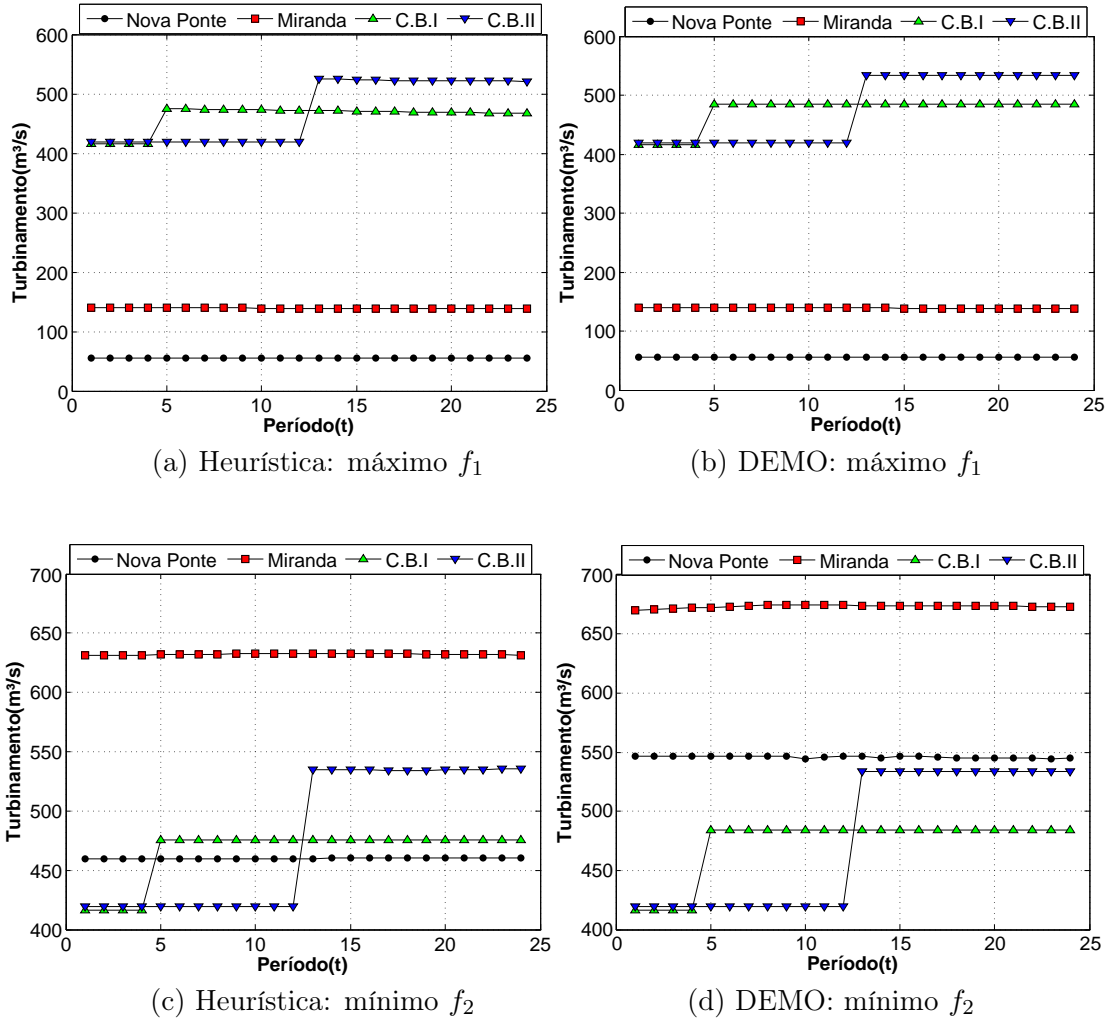 Nova Ponte Miranda C.B.I C.B.II
600
500
400
300
200
100
0
Turbinamento(m³/s)
0 5 10 15 20 25
Período(t)
(a) Heurística: máximo f1
Nova Ponte Miranda C.B.I C.B.II
600
500
400
300
200
100
0
Turbinamento(m³/s)
0 5 10 15 20 25
Período(t)
(b) DEMO: máximo f1
Nova Ponte Miranda C.B.I C.B.II
700
650
600
550
500
450
400
Turbinamento(m³/s)
0 5 10 15 20 25
Período(t)
(c) Heurística: mínimo f2
Nova Ponte Miranda C.B.I C.B.II
700
650
600
550
500
450
400
Turbinamento(m³/s)
0 5 10 15 20 25
Período(t)
(d) DEMO: mínimo f2